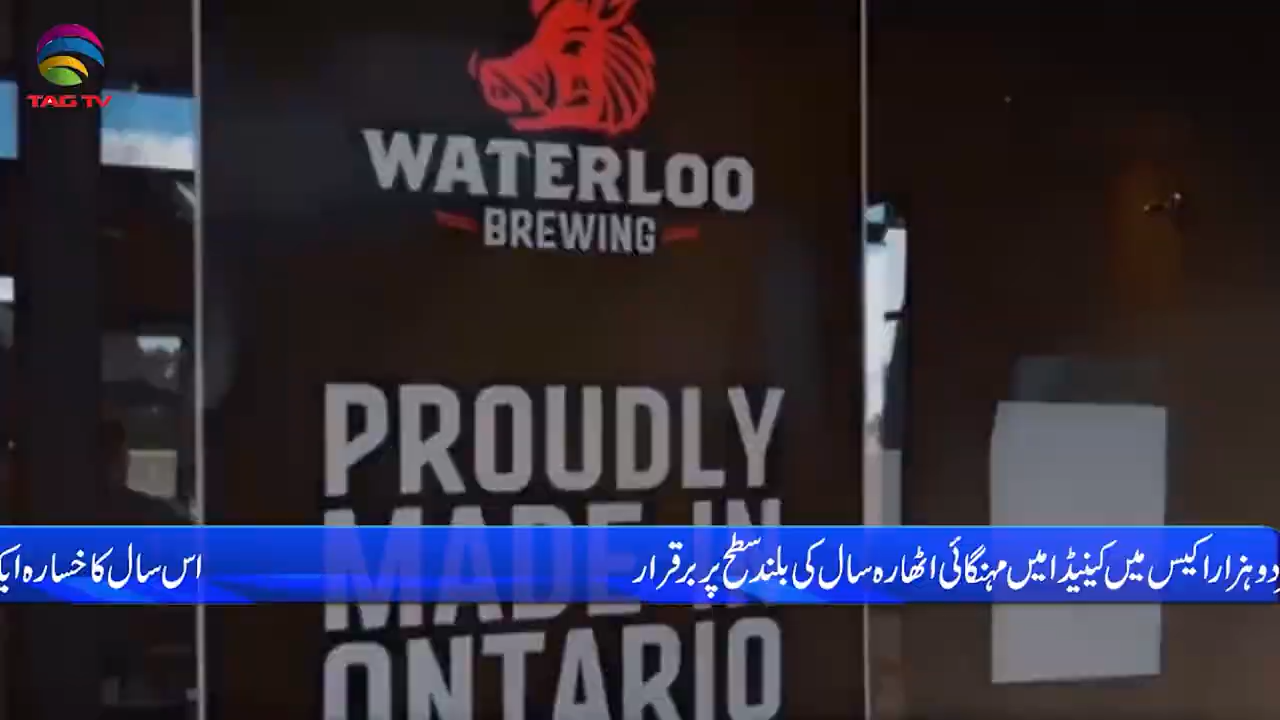 TAG TV
WATERLOO
BREWING
PROUDLY
MADE IN
ONTARIO
دو ہزار اکیس میں کینیڈا میں مہنگائی اٹھارہ سال کی بلند سطح پر برقرار
اس سال کا خسارہ